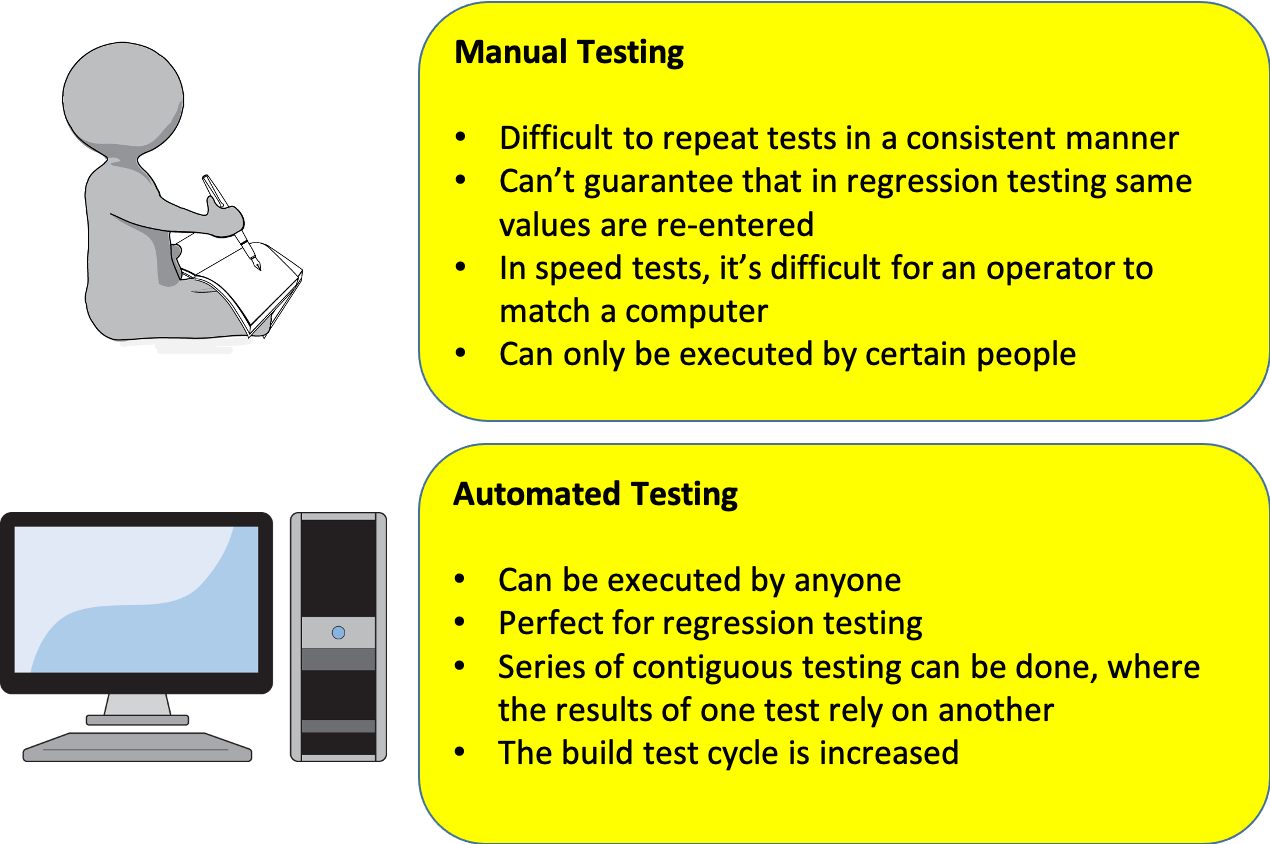 Manual Testing
• Difficult to repeat tests in a consistent manner
• Can’t guarantee that in regression testing same
values are re-entered
• In speed tests, it’s difficult for an operator to
match a computer
• Can only be executed by certain people
Automated Testing
• Can be executed by anyone
• Perfect for regression testing
• Series of contiguous testing can be done, where
the results of one test rely on another
• The build test cycle is increased